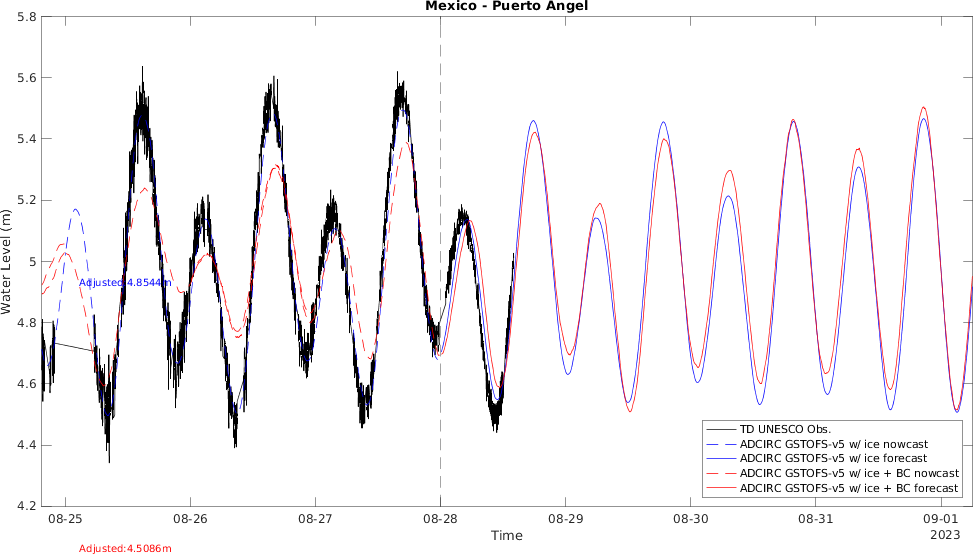 Mexico - Puerto Angel
Water Level (m)
5.8
5.6
5.4
5.2
5
4.8
4.6
4.4
4.2
Adjusted:4.8544m
TD UNESCO Obs.
ADCIRC GSTOFS-v5 w/ ice nowcast
ADCIRC GSTOFS-v5 w/ ice forecast
ADCIRC GSTOFS-v5 w/ ice + BC nowcast
ADCIRC GSTOFS-v5 w/ ice + BC forecast
08-25 08-26 08-27 08-28 08-29 08-30 08-31 09-01
Time
2023
Adjusted:4.5086m